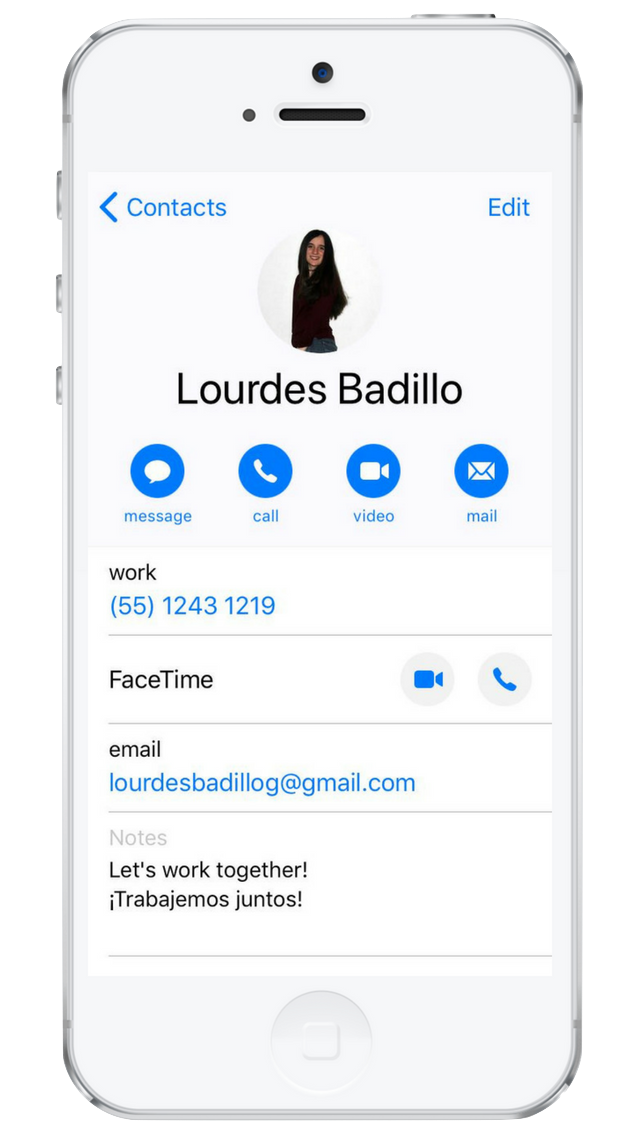 Contacts
Edit
Lourdes Badillo
message call video mail
work
(55) 1243 1219
FaceTime
email
lourdesbadillog@gmail.com
Notes
Let's work together!
¡Trabajemos juntos!